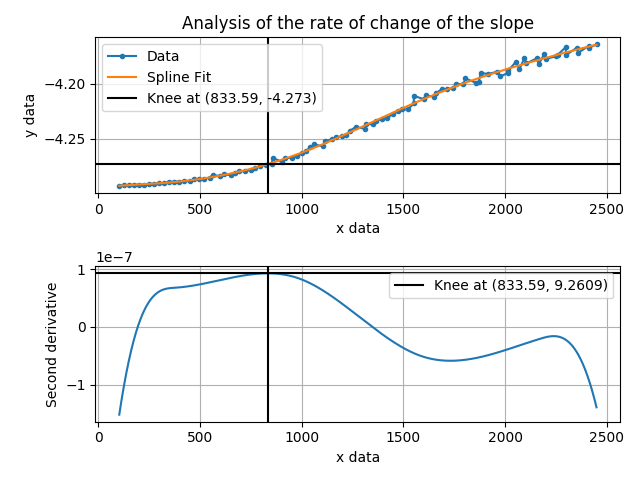 Analysis of the rate of change of the slope
Data
Spline Fit
Knee at (833.59, -4.273)
−4.20
−4.25
y data
0 500 1000 1500 2000 2500
x data
1e−7
Knee at (833.59, 9.2609)
1
0
−1
Second derivative
0 500 1000 1500 2000 2500
x data